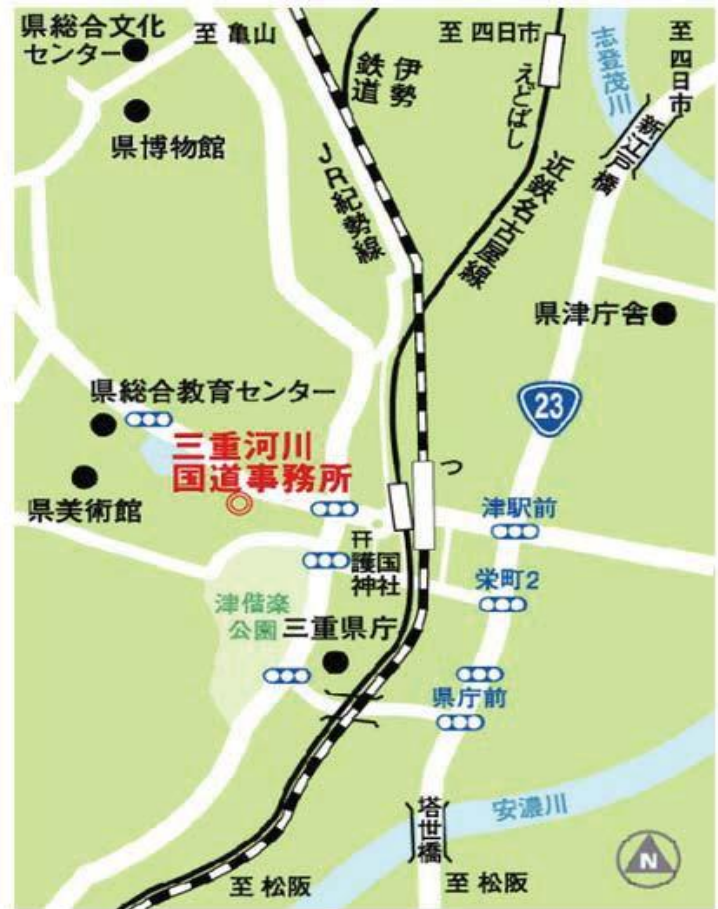 県総合文化
センター
至 亀山
伊勢
鉄道
至 四日市
えどばし
志登茂川
至 四日市
新江戸橋
県博物館
JR紀勢線
近鉄名古屋線
県津庁舎
23
県総合教育センター
三重河川
国道事務所
県美術館
つ
津駅前
护国
神社
栄町2
津偕楽
公園
三重県庁
県庁前
安濃川
塔世橋
至 松阪
至 松阪
N